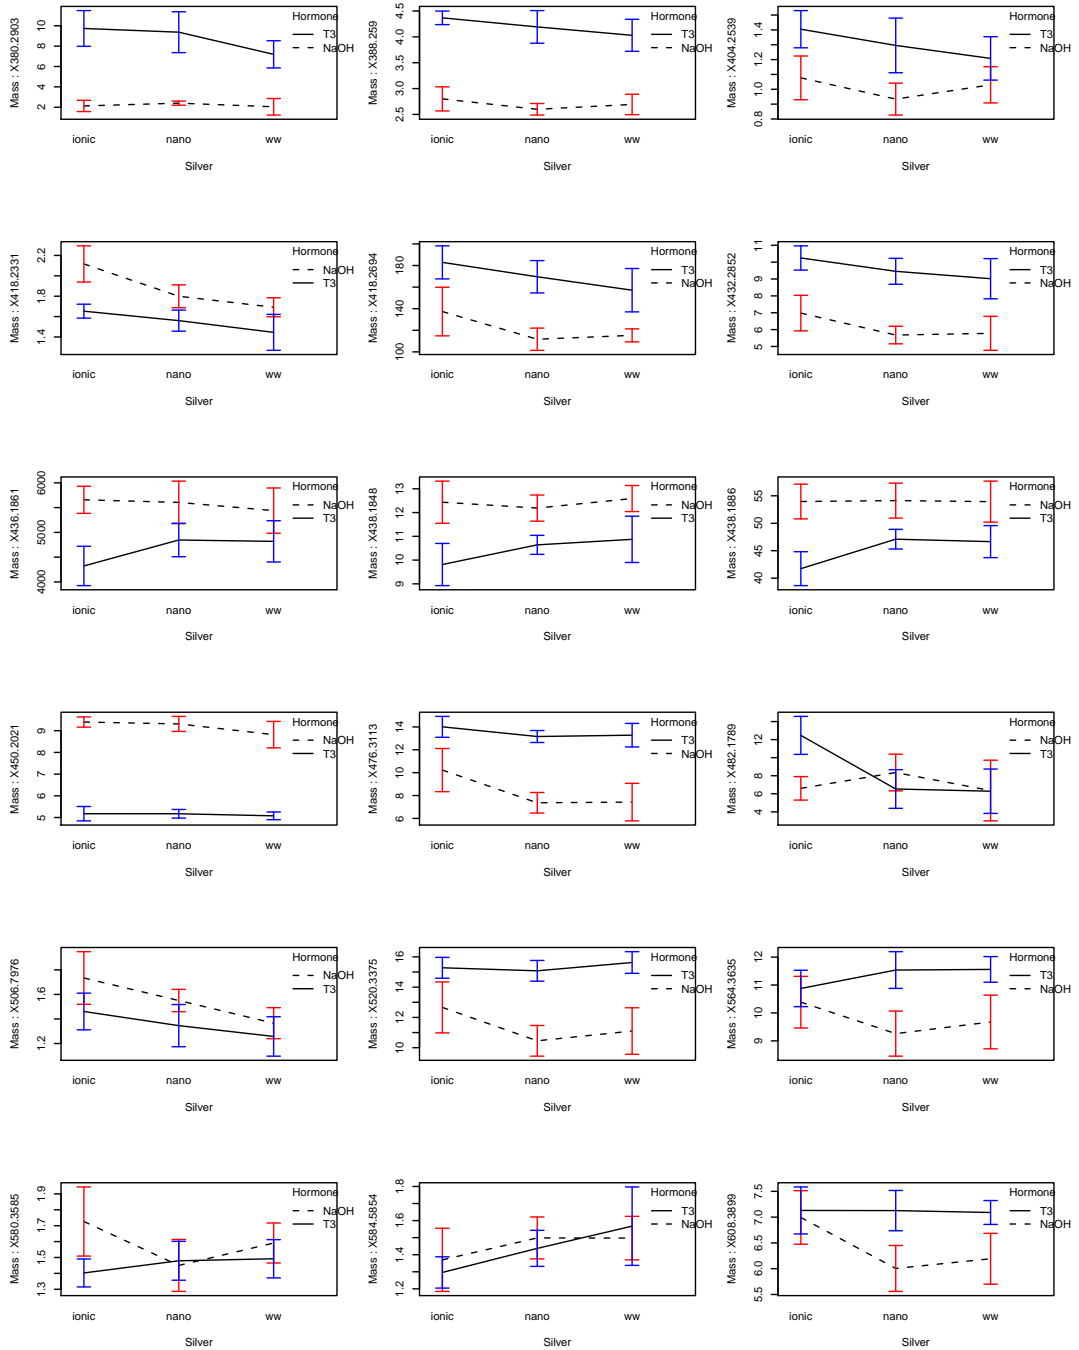 Mass : X380.2903
2 4 6 8 10
Hormone
T3
NaOH
ionic nano ww
Silver
Mass : X388.259
2.5 3.0 3.5 4.0 4.5
Hormone
T3
NaOH
ionic nano ww
Silver
Mass : X404.2539
0.8 1.0 1.2 1.4
Hormone
T3
NaOH
ionic nano ww
Silver
Mass : X418.2331
1.4 1.8 2.2
Hormone
NaOH
T3
ionic nano ww
Silver
Mass : X418.2694
100 140 180
Hormone
T3
NaOH
ionic nano ww
Silver
Mass : X432.2852
5 6 7 8 9 10 11
Hormone
T3
NaOH
ionic nano ww
Silver
Mass : X436.1861
4000 5000 6000
Hormone
NaOH
T3
ionic nano ww
Silver
Mass : X438.1848
9 10 11 12 13
Hormone
NaOH
T3
ionic nano ww
Silver
Mass : X438.1886
40 45 50 55
Hormone
NaOH
T3
ionic nano ww
Silver
Mass : X450.2021
5 6 7 8 9
Hormone
NaOH
T3
ionic nano ww
Silver
Mass : X476.3113
6 8 10 12 14
Hormone
T3
NaOH
ionic nano ww
Silver
Mass : X482.1789
4 6 8 12
Hormone
T3
NaOH
ionic nano ww
Silver
Mass : X506.7976
1.2 1.6
Hormone
NaOH
T3
ionic nano ww
Silver
Mass : X520.3375
10 12 14 16
Hormone
T3
NaOH
ionic nano ww
Silver
Mass : X564.3635
9 10 11 12
Hormone
T3
NaOH
ionic nano ww
Silver
Mass : X580.3585
1.3 1.5 1.7 1.9
Hormone
NaOH
T3
ionic nano ww
Silver
Mass : X584.5854
1.2 1.4 1.6 1.8
Hormone
T3
NaOH
ionic nano ww
Silver
Mass : X608.3899
5.5 6.0 6.5 7.0 7.5
Hormone
T3
NaOH
ionic nano ww
Silver